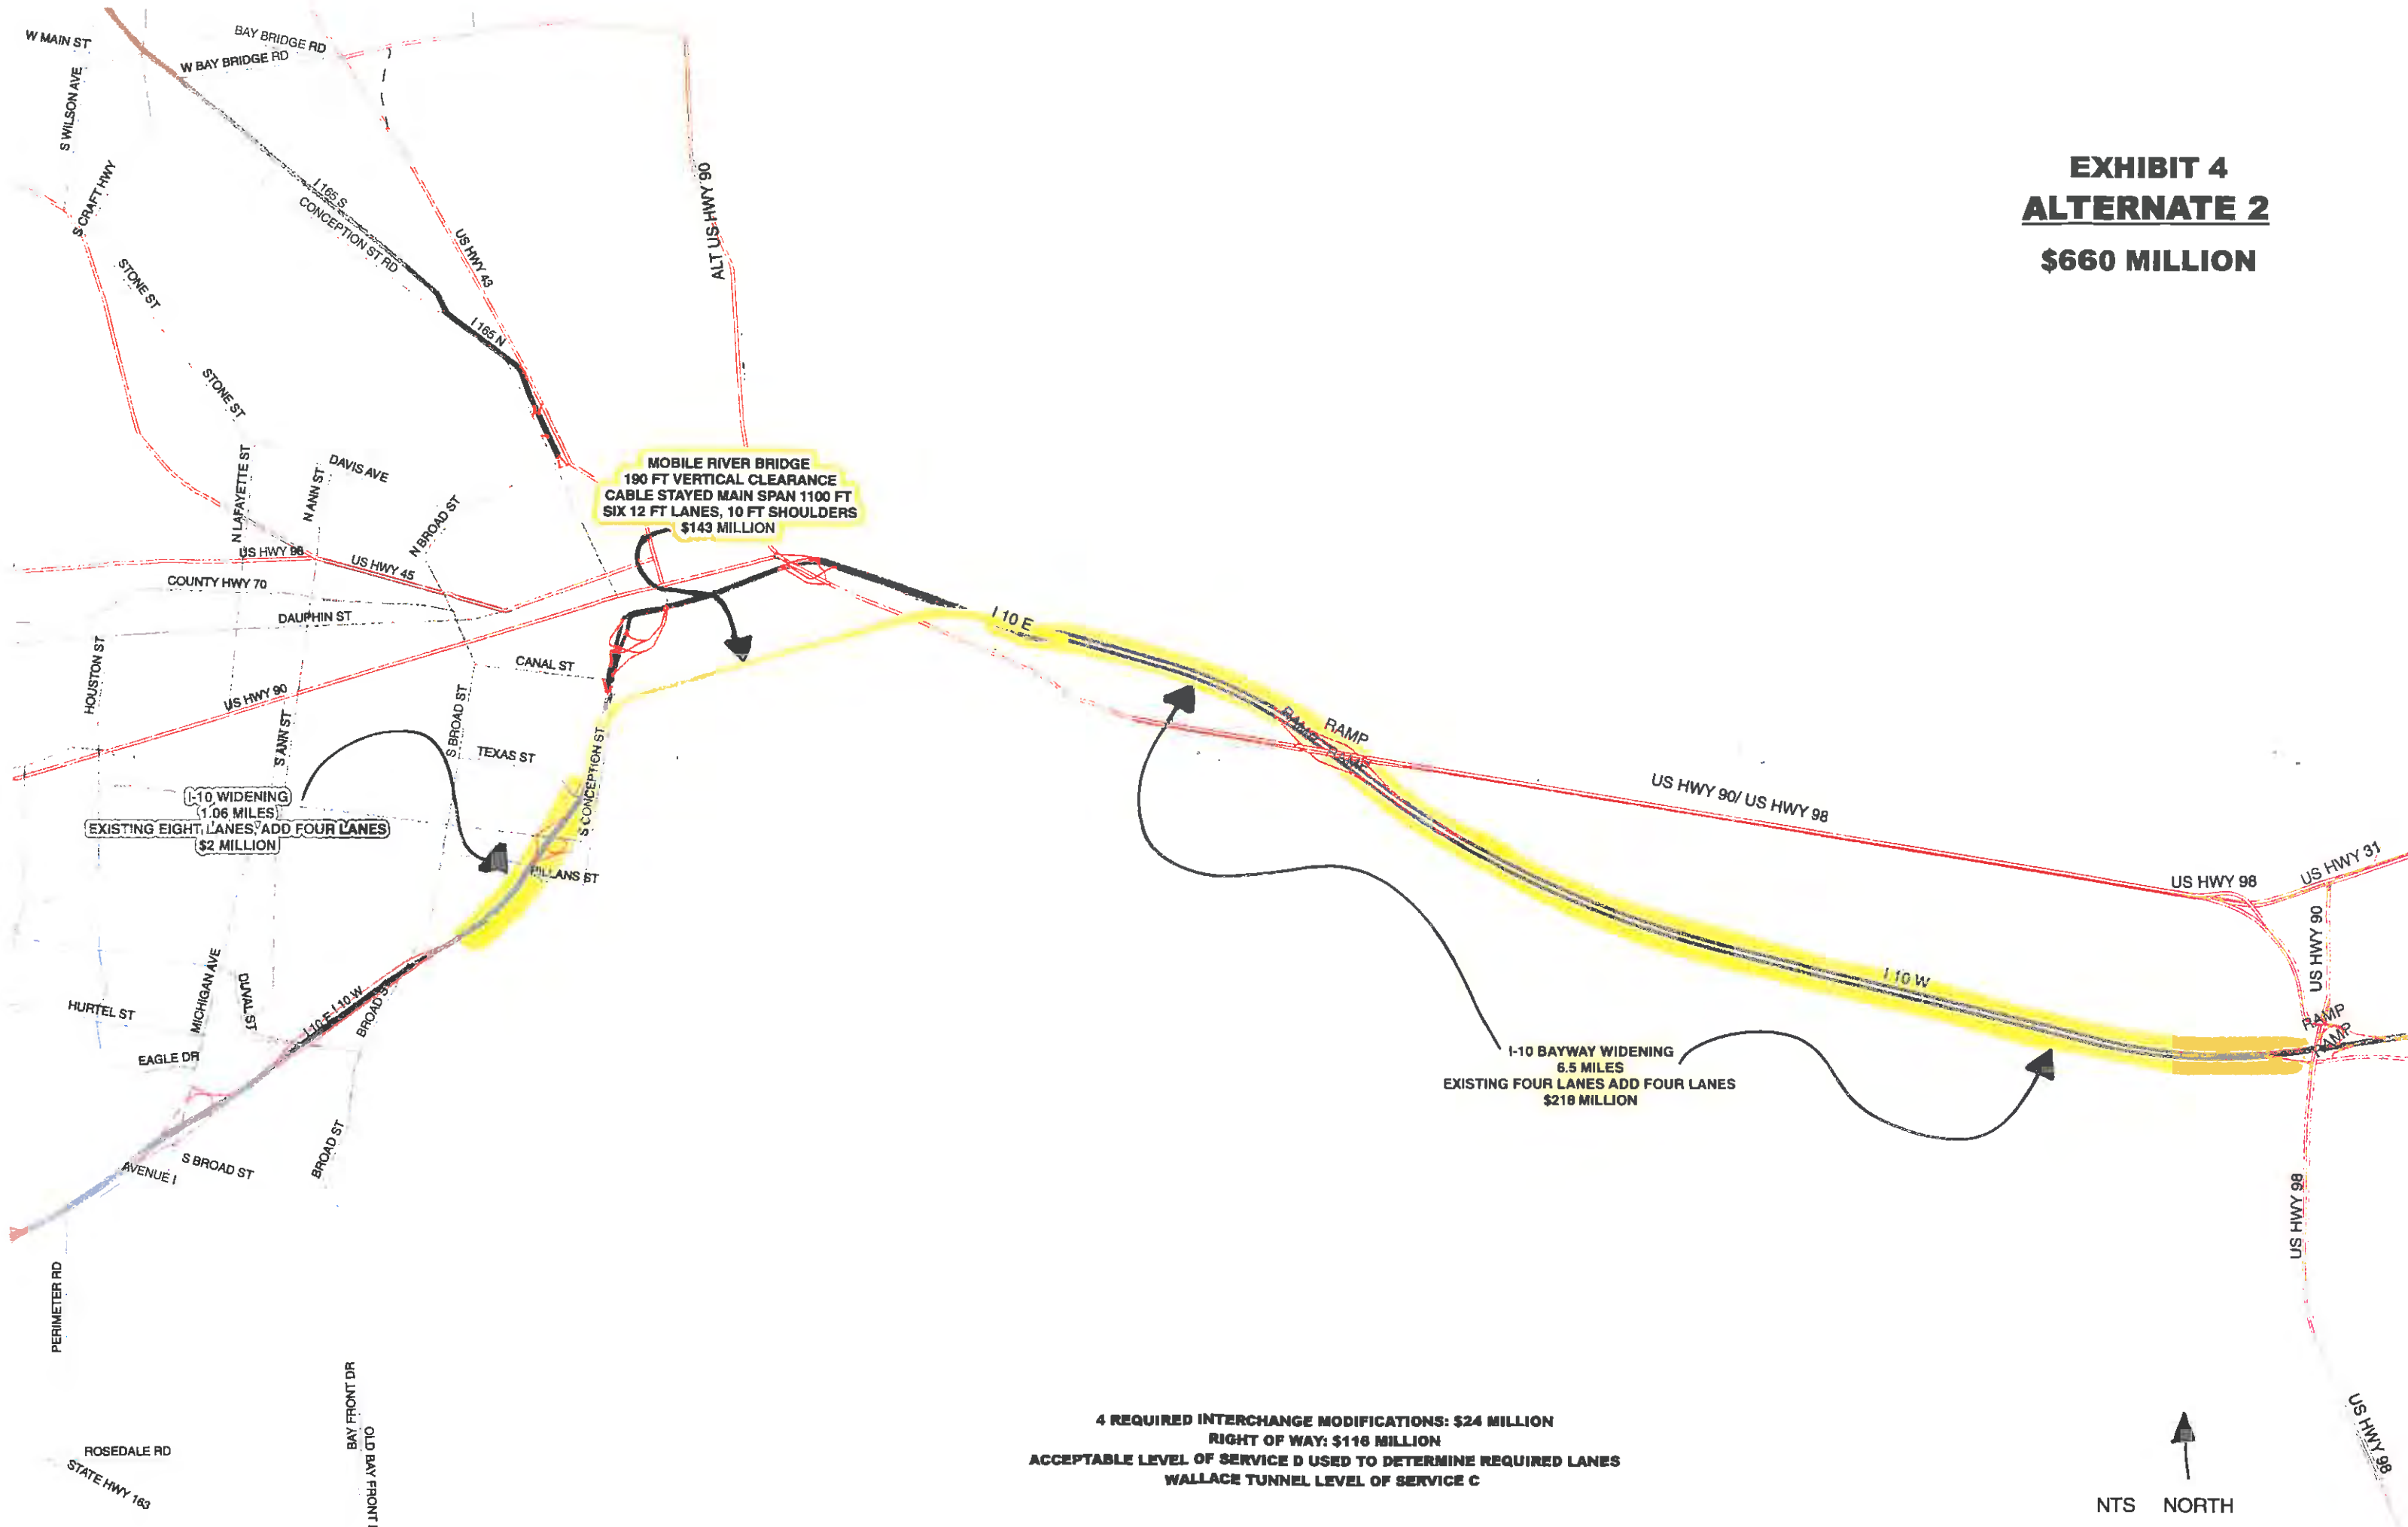 EXHIBIT 4
ALTERNATE 2
$660 MILLION
W MAIN ST
BAY BRIDGE RD
W BAY BRIDGE RD
S WILSON AVE
S CRAFT HWY
I 165 S
CONCEPTION ST RD
US HWY 43
ALT US HWY 90
STONE ST
I 165 N
STONE ST
N LAFAYETTE ST
N ANN ST
DAVIS AVE
N BROAD ST
MOBILE RIVER BRIDGE
190 FT VERTICAL CLEARANCE
CABLE STAYED MAIN SPAN 1100 FT
SIX 12 FT LANES, 10 FT SHOULDERS
$143 MILLION
US HWY 98
US HWY 45
COUNTY HWY 70
DAUPHIN ST
I 10 E
HOUSTON ST
CANAL ST
US HWY 90
S ANN ST
S BROAD ST
TEXAS ST
S CONCEPTION ST
RAMP
RAMP
RAMP
US HWY 90/ US HWY 98
I-10 WIDENING
1.06 MILES
EXISTING EIGHT LANES, ADD FOUR LANES
$2 MILLION
US HWY 31
US HWY 98
US HWY 90
I 10 W
MICHIGAN AVE
DUVAL ST
HURTEL ST
I 10 E I 10 W
BROAD ST
EAGLE DR
RAMP
RAMP
I-10 BAYWAY WIDENING
6.5 MILES
EXISTING FOUR LANES ADD FOUR LANES
$218 MILLION
BROAD ST
S BROAD ST
AVENUE I
US HWY 98
PERIMETER RD
BAY FRONT DR
OLD BAY FRONT
ROSEDALE RD
STATE HWY 163
4 REQUIRED INTERCHANGE MODIFICATIONS: $24 MILLION
RIGHT OF WAY: $116 MILLION
ACCEPTABLE LEVEL OF SERVICE D USED TO DETERMINE REQUIRED LANES
WALLACE TUNNEL LEVEL OF SERVICE C
US HWY 98
NTS NORTH